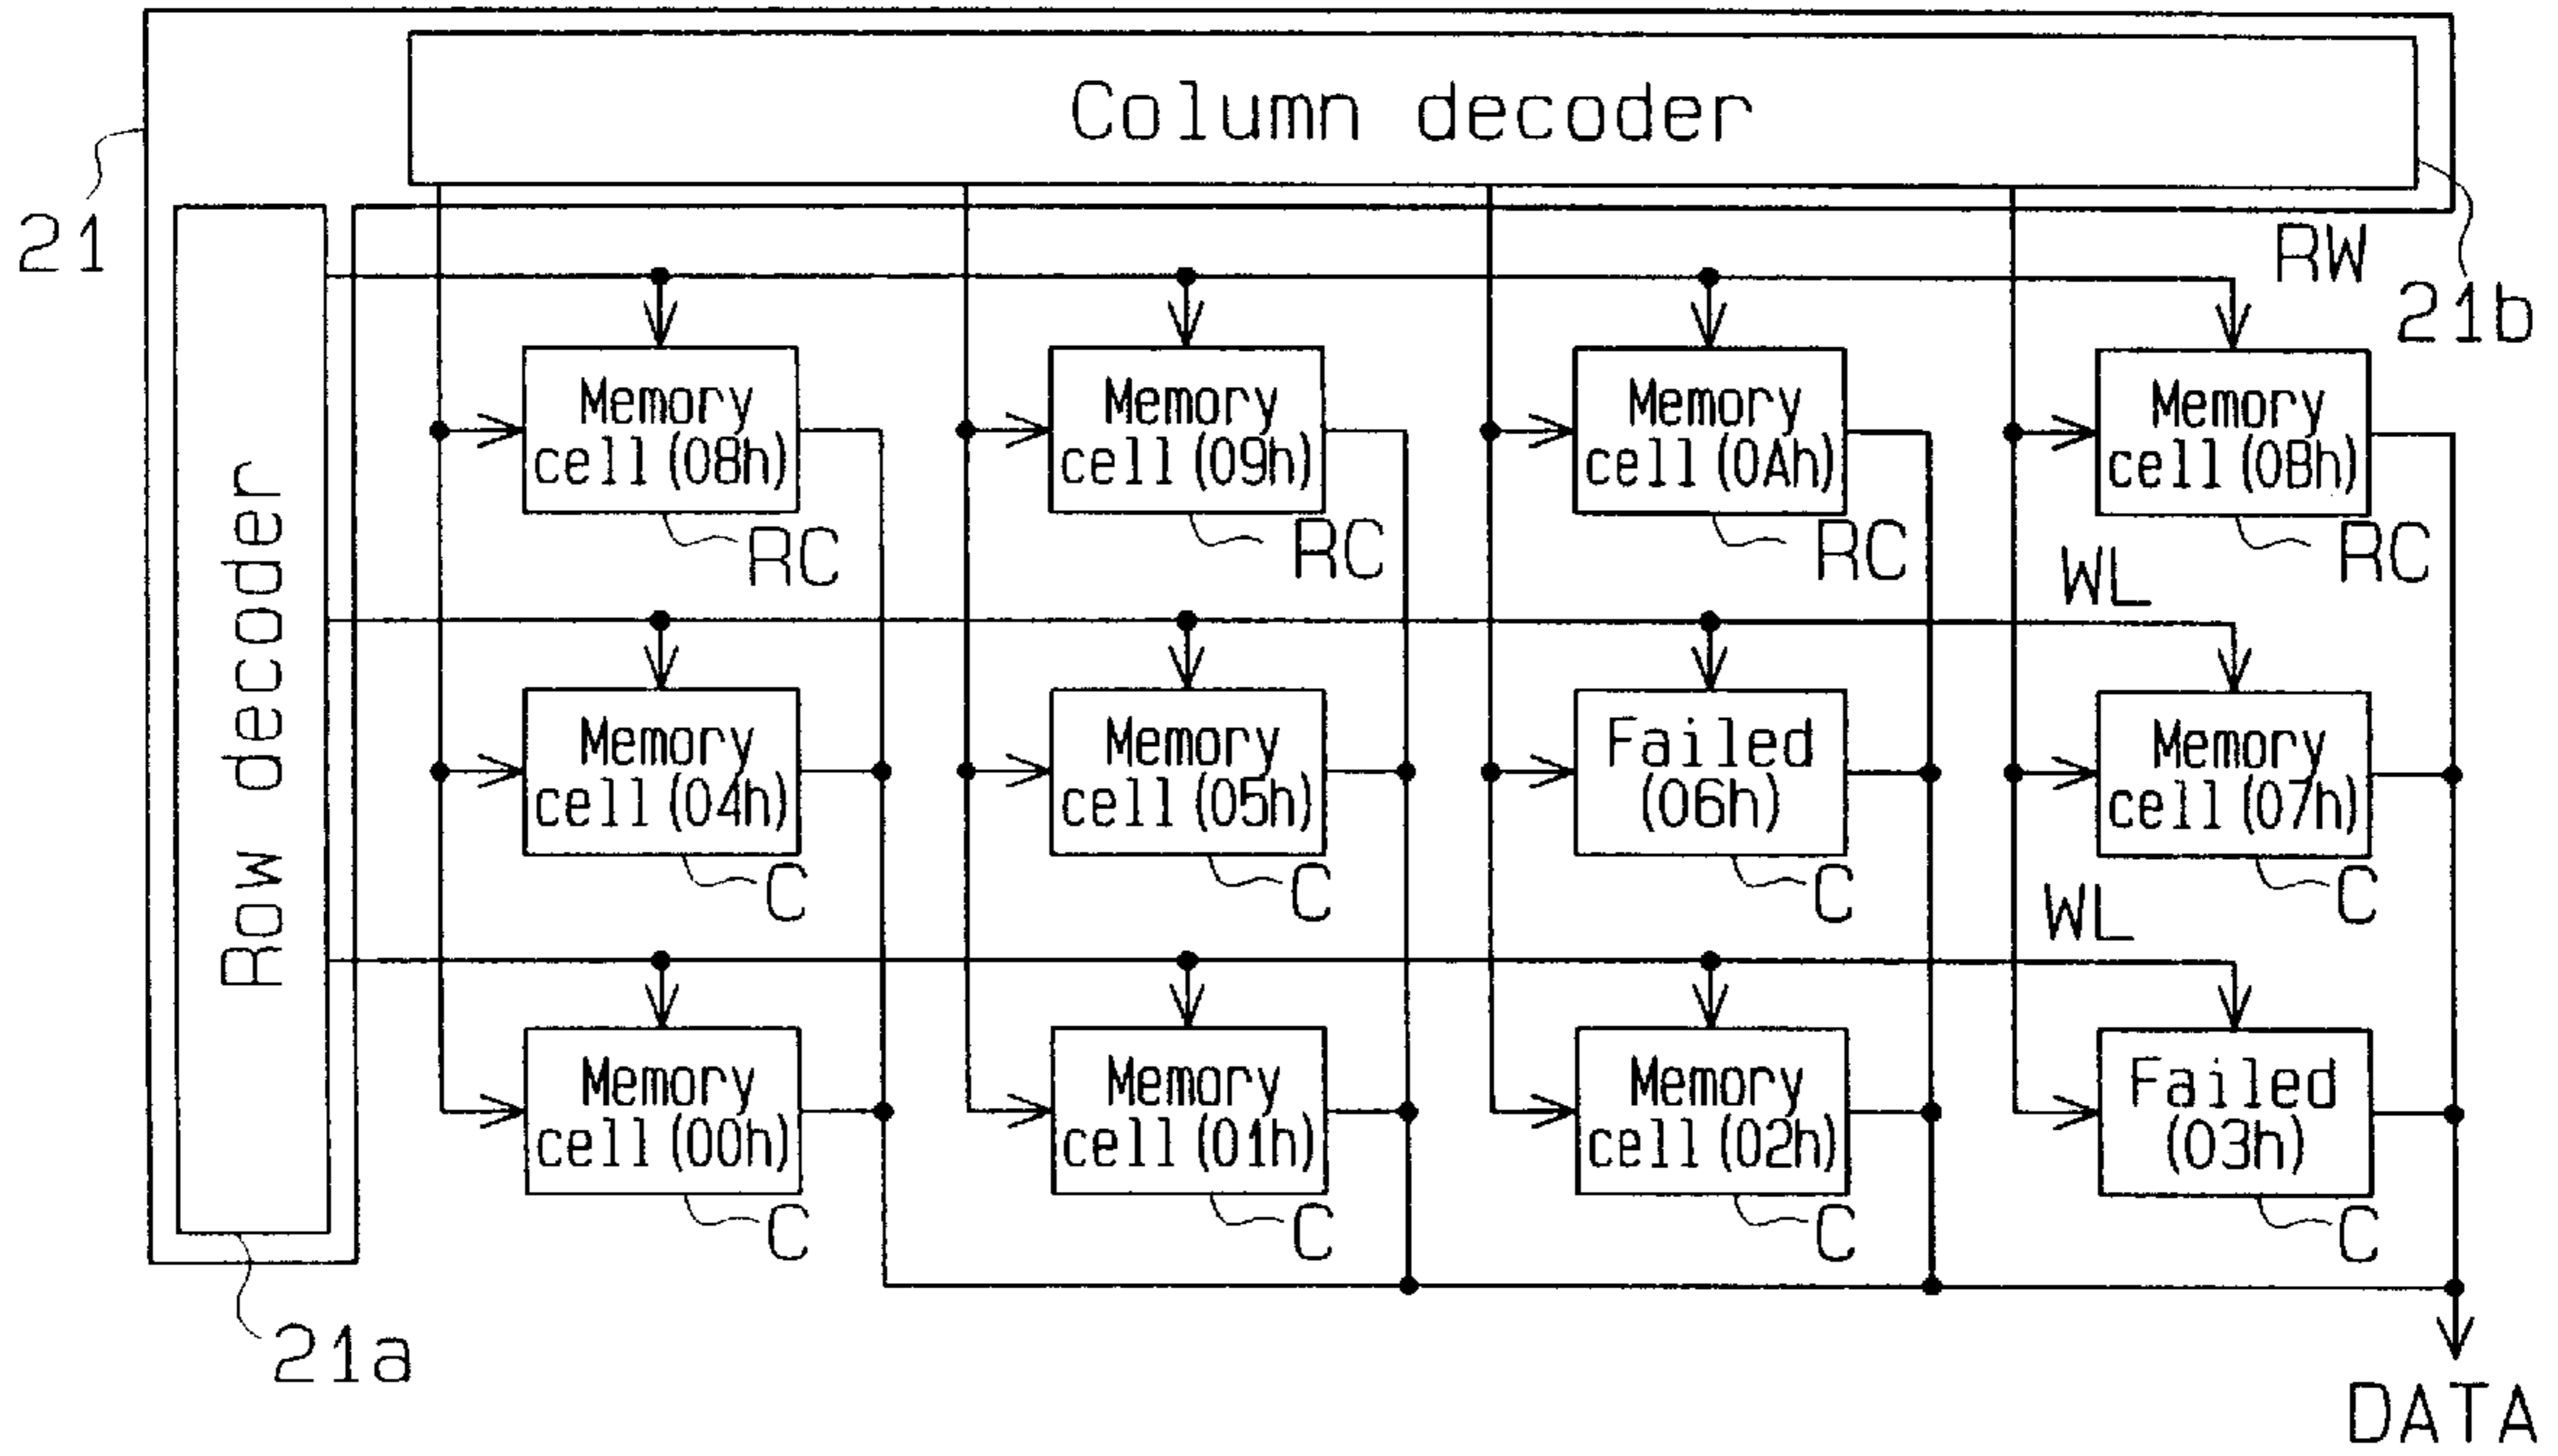 Column decoder
21
RW
21b
Row decoder
Memory
cell(08h)
Memory
cell(09h)
Memory
cell(0Ah)
Memory
cell(0Bh)
RC
RC
RC
RC
WL
Memory
cell(04h)
Memory
cell(05h)
Failed
(06h)
Memory
cell(07h)
C
C
C
C
WL
Memory
cell(00h)
Memory
cell(01h)
Memory
cell(02h)
Failed
(03h)
C
C
C
C
21a
DATA